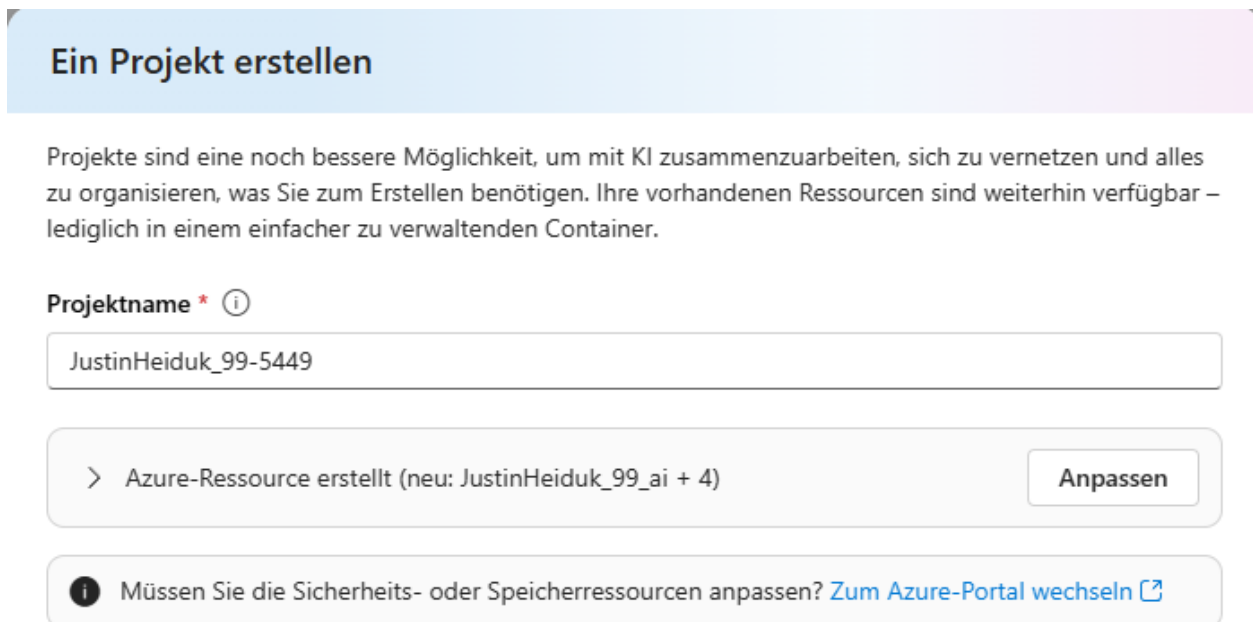 Ein Projekt erstellen
Projekte sind eine noch bessere Möglichkeit, um mit KI zusammenzuarbeiten, sich zu vernetzen und alles
zu organisieren, was Sie zum Erstellen benötigen. Ihre vorhandenen Ressourcen sind weiterhin verfügbar –
lediglich in einem einfacher zu verwaltenden Container.
Projektname *
JustinHeiduk_99-5449
Azure-Ressource erstellt (neu: JustinHeiduk_99_ai + 4)
Anpassen
Müssen Sie die Sicherheits- oder Speicherressourcen anpassen? Zum Azure-Portal wechseln